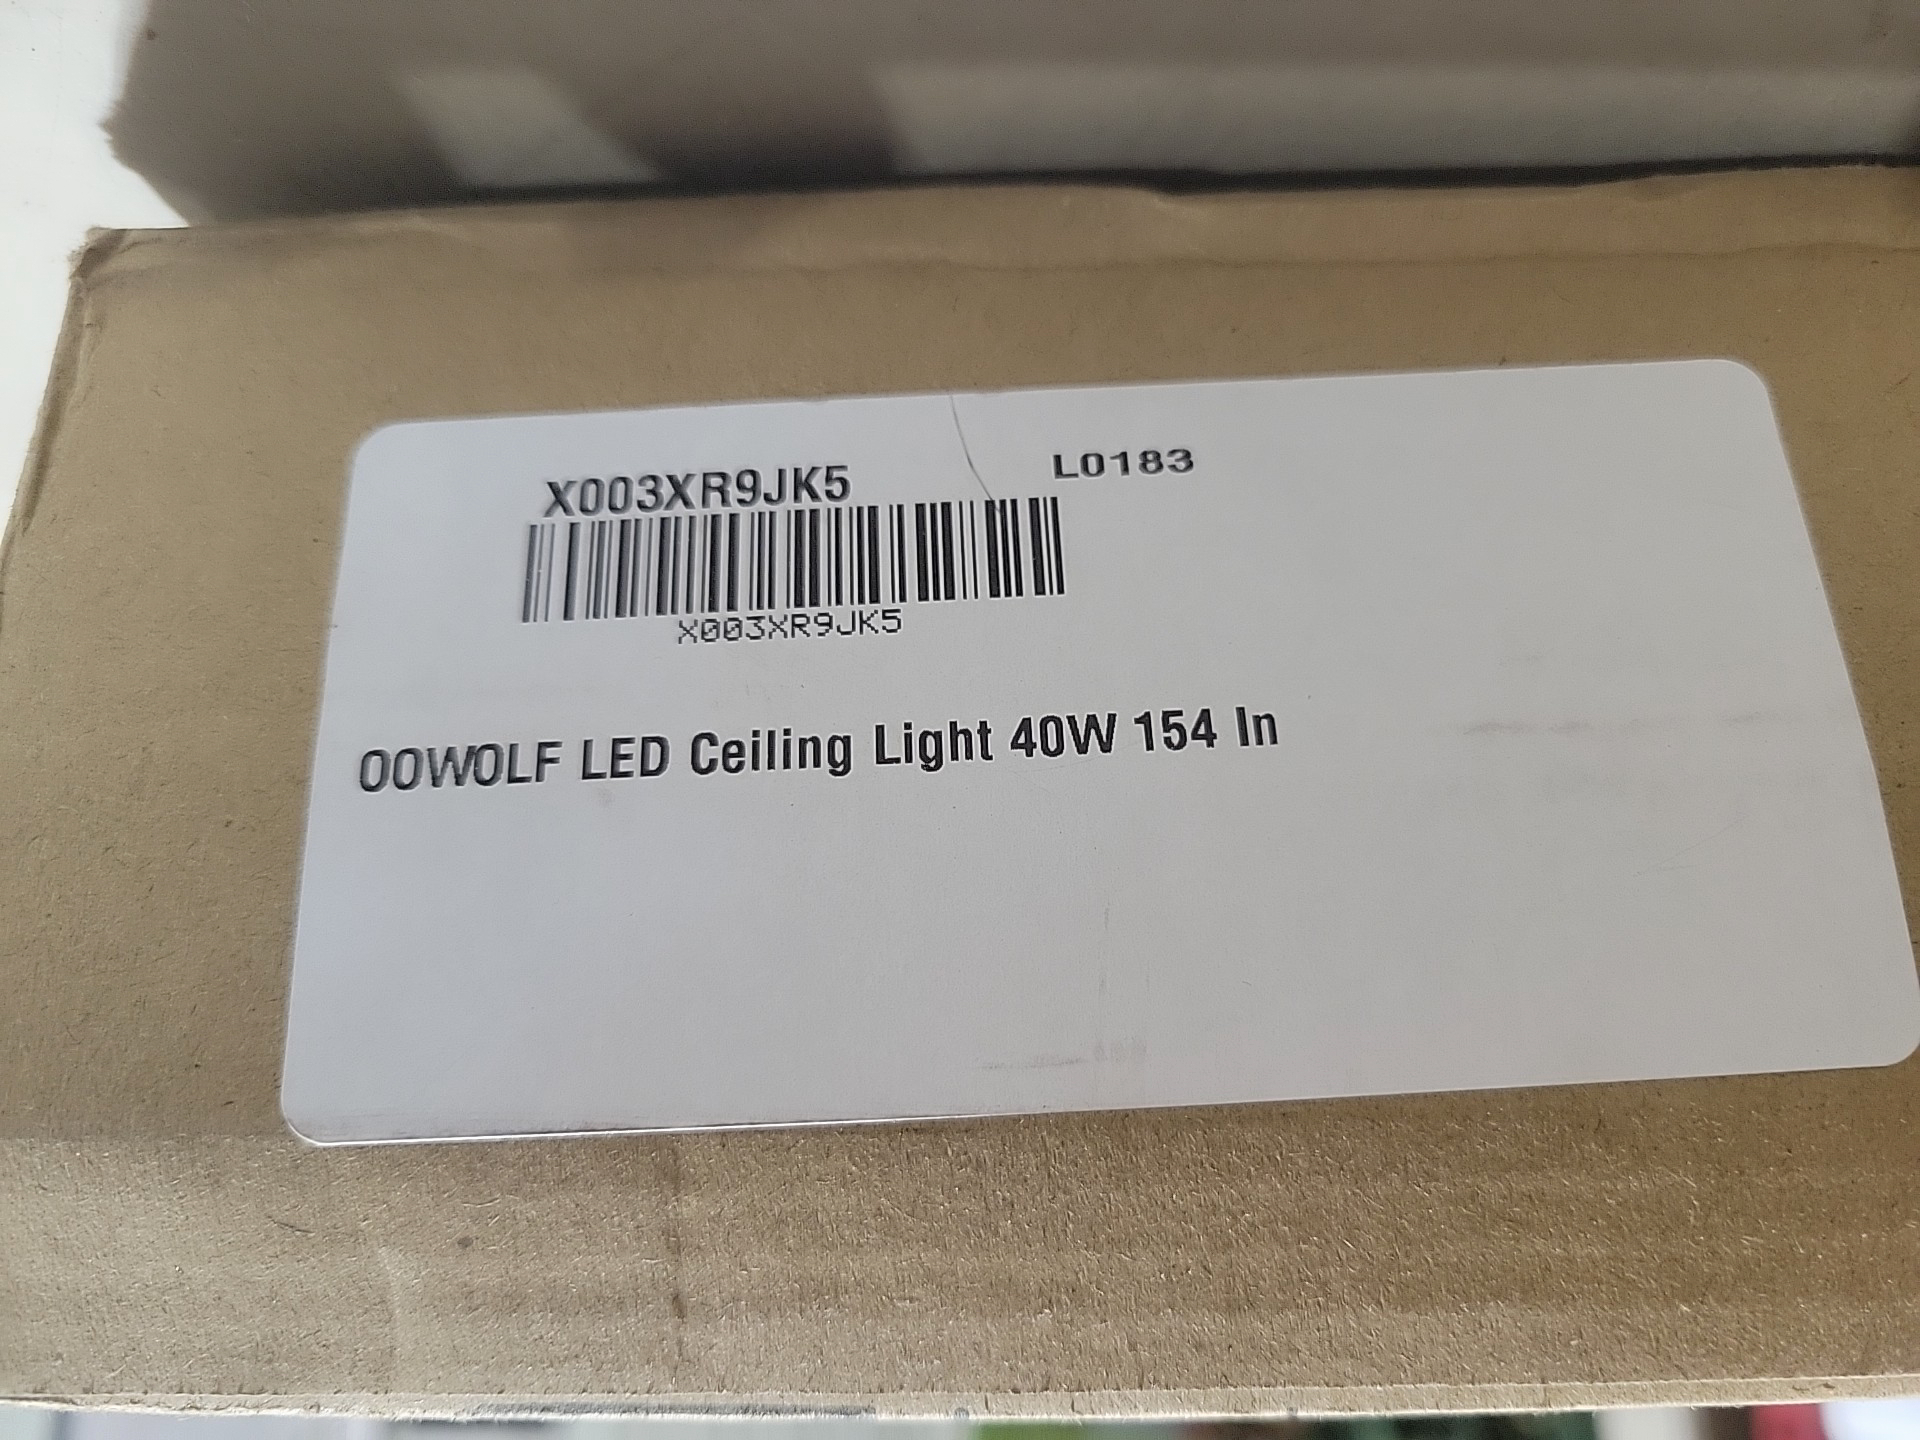 X003XR9JK5
L0183
X003XR9JK5
OOWOLF LED Ceiling Light 40W 154 In